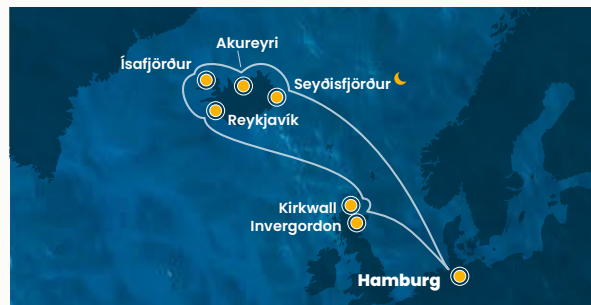 Akureyri
Ísafjörður
Seyðisfjörður
Reykjavík
Kirkwall
Invergordon
Hamburg